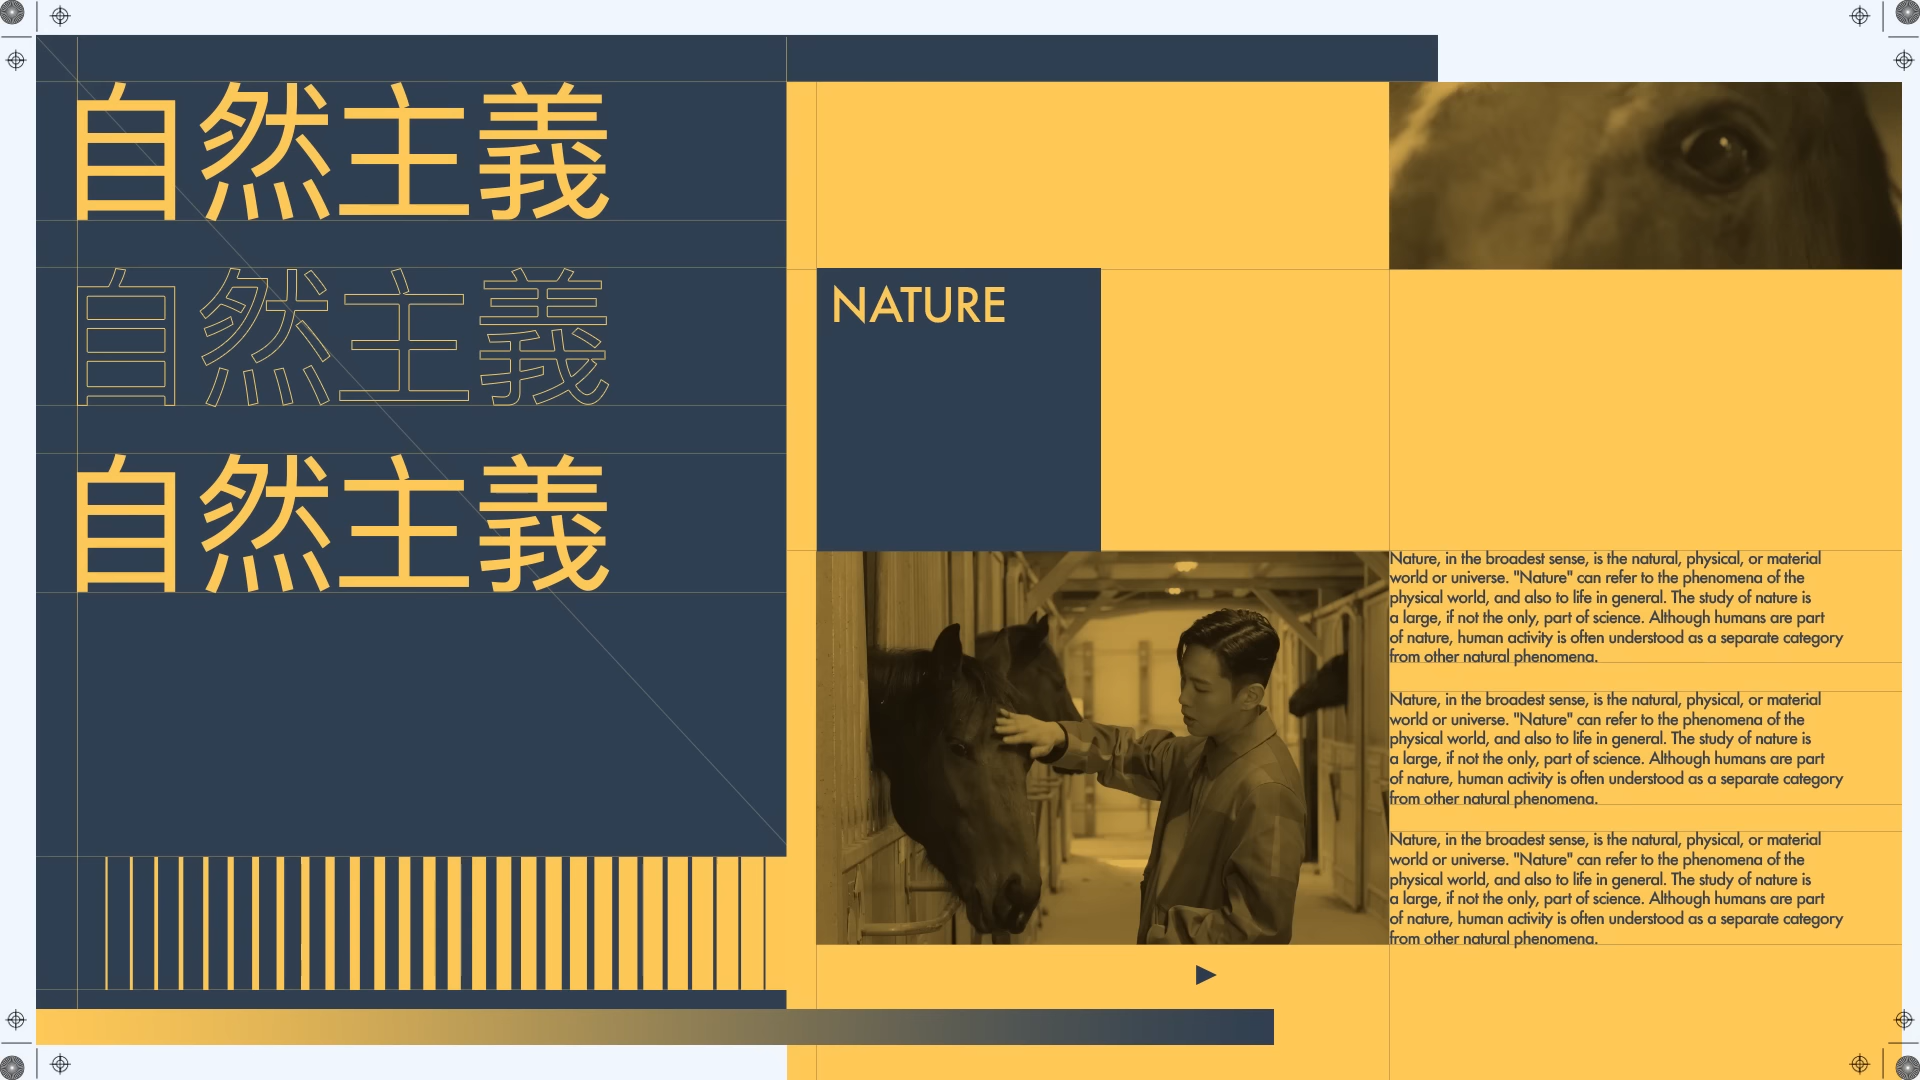 自然主義
自然主義
自然主義
NATURE
Nature, in the broadest sense, is the natural, physical, or material
world or universe. "Nature" can refer to the phenomena of the
physical world, and also to life in general. The study of nature is
a large, if not the only, part of science. Although humans are part
of nature, human activity is often understood as a separate category
from other natural phenomena.
Nature, in the broadest sense, is the natural, physical, or material
world or universe. "Nature" can refer to the phenomena of the
physical world, and also to life in general. The study of nature is
a large, if not the only, part of science. Although humans are part
of nature, human activity is often understood as a separate category
from other natural phenomena.
Nature, in the broadest sense, is the natural, physical, or material
world or universe. "Nature" can refer to the phenomena of the
physical world, and also to life in general. The study of nature is
a large, if not the only, part of science. Although humans are part
of nature, human activity is often understood as a separate category
from other natural phenomena.